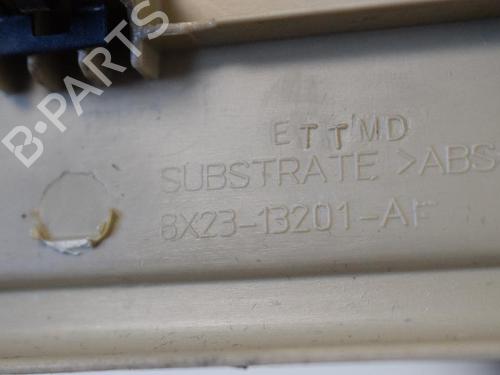 B-PARTS
ETTMD
SUBSTRATE >ABS
8X23-13201-AF